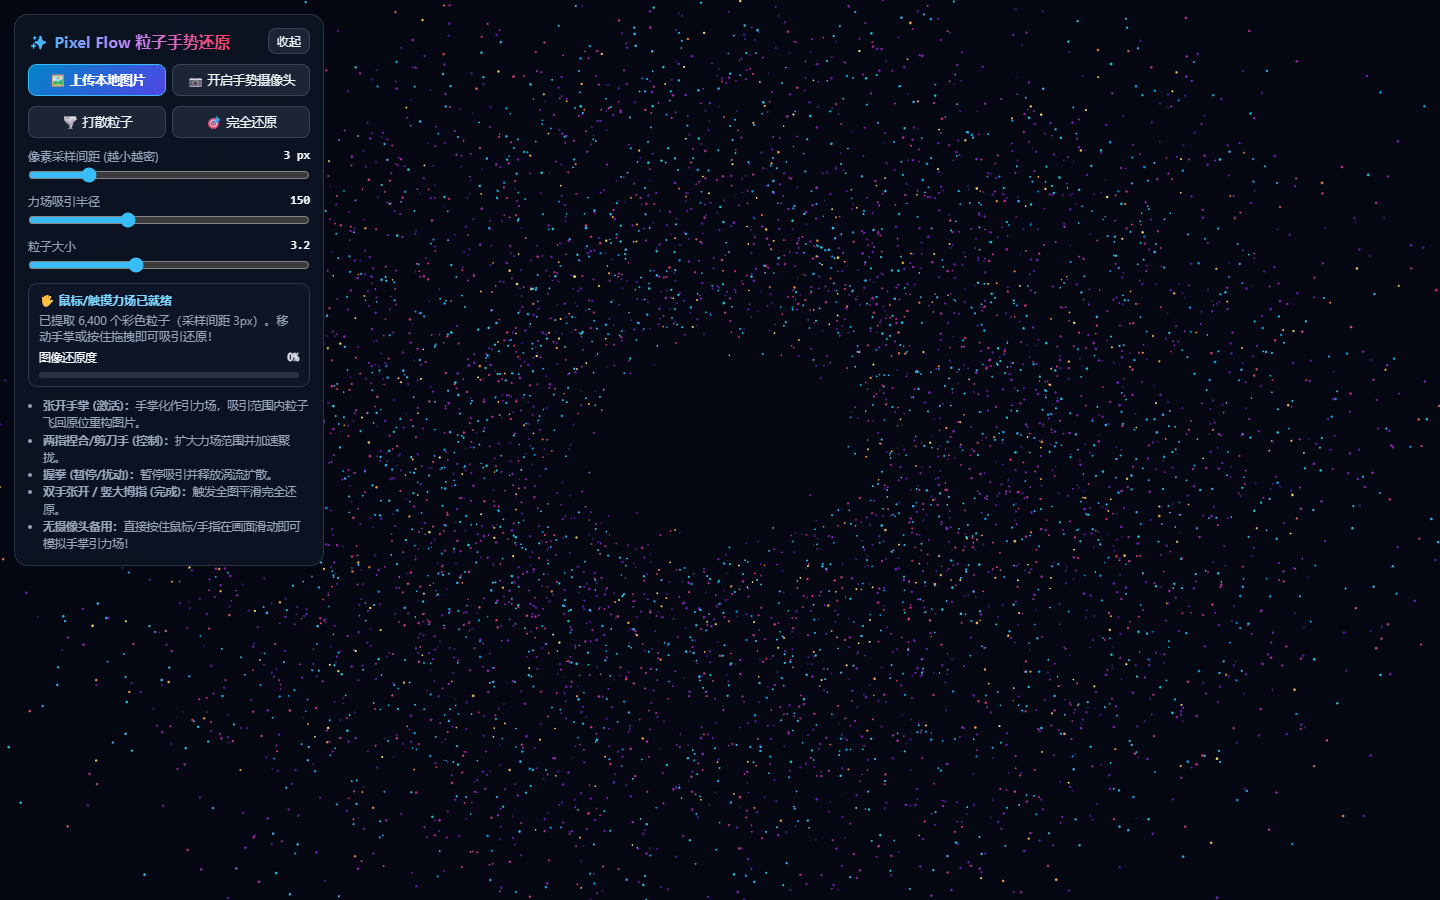 ✨ Pixel Flow 粒子手势还原
收起
🖼️ 上传本地图片
📷 开启手势摄像头
🌪️ 打散粒子
🎯 完全还原
像素采样间距 (越小越密)
3 px
力场吸引半径
150
粒子大小
3.2
🖐 鼠标/触摸力场已就绪
已提取 6,400 个彩色粒子（采样间距 3px）。移
动手掌或按住拖拽即可吸引还原！
图像还原度
0%
• 张开手掌 (激活)：手掌化作引力场，吸引范围内粒子
飞回原位重构图片。
• 两指捏合/剪刀手 (控制)：扩大力场范围并加速聚
拢。
• 握拳 (暂停/扰动)：暂停吸引并释放涡流扩散。
• 双手张开 / 竖大拇指 (完成)：触发全图平滑完全还
原。
• 无摄像头备用：直接按住鼠标/手指在画面滑动即可
模拟手掌引力场！